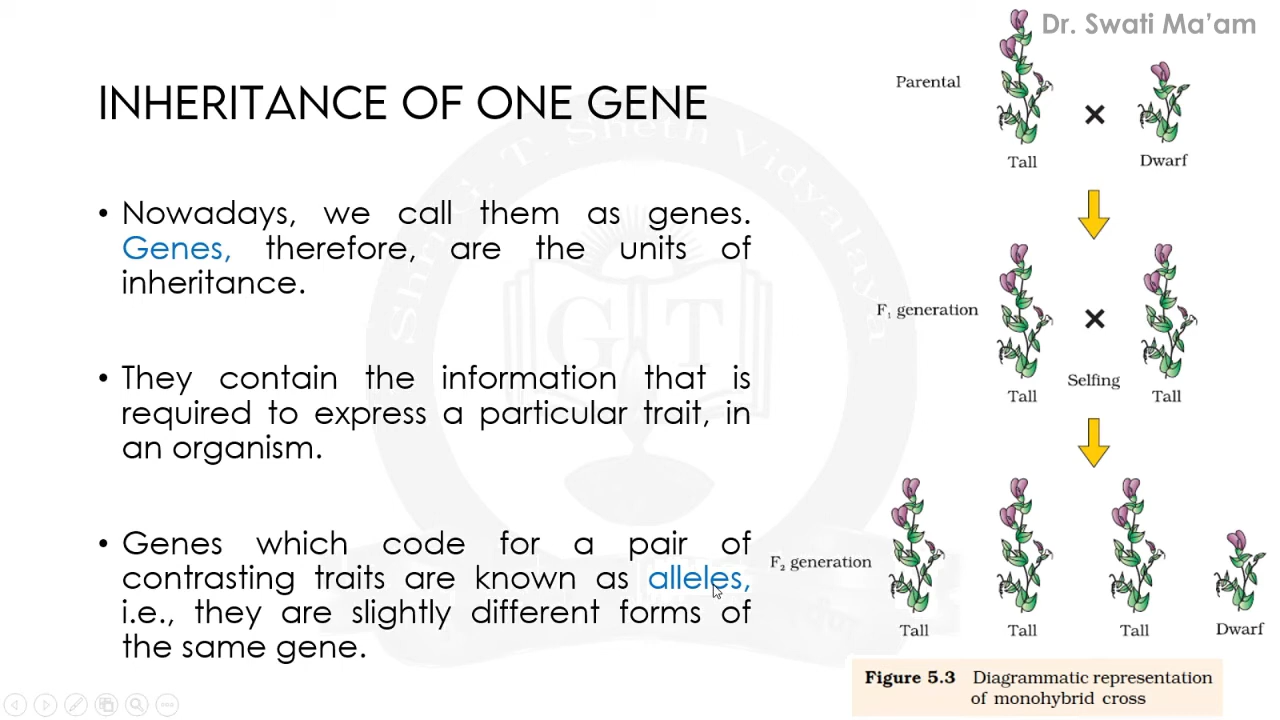 Dr. Swati Ma'am
INHERITANCE OF ONE GENE
• Nowadays, we call them as genes.
Genes, therefore, are the units of
inheritance.
• They contain the information that is
required to express a particular trait, in
an organism.
• Genes which code for a pair of
contrasting traits are known as alleles,
i.e., they are slightly different forms of
the same gene.
Parental
×
Tall
Dwarf
F₁ generation
×
Selfing
Tall
Tall
F₂ generation
Tall
Tall
Tall
Dwarf
Figure 5.3 Diagrammatic representation
of monohybrid cross
G T